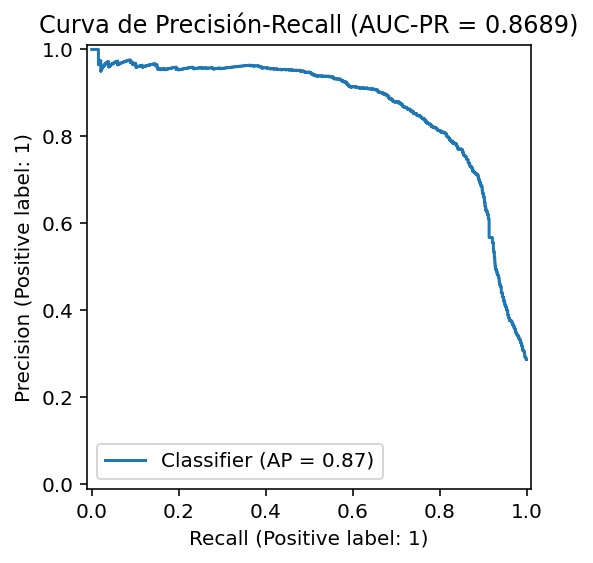 Curva de Precisión-Recall (AUC-PR = 0.8689)
1.0
0.8
0.6
0.4
0.2
0.0
Precision (Positive label: 1)
Classifier (AP = 0.87)
0.0 0.2 0.4 0.6 0.8 1.0
Recall (Positive label: 1)